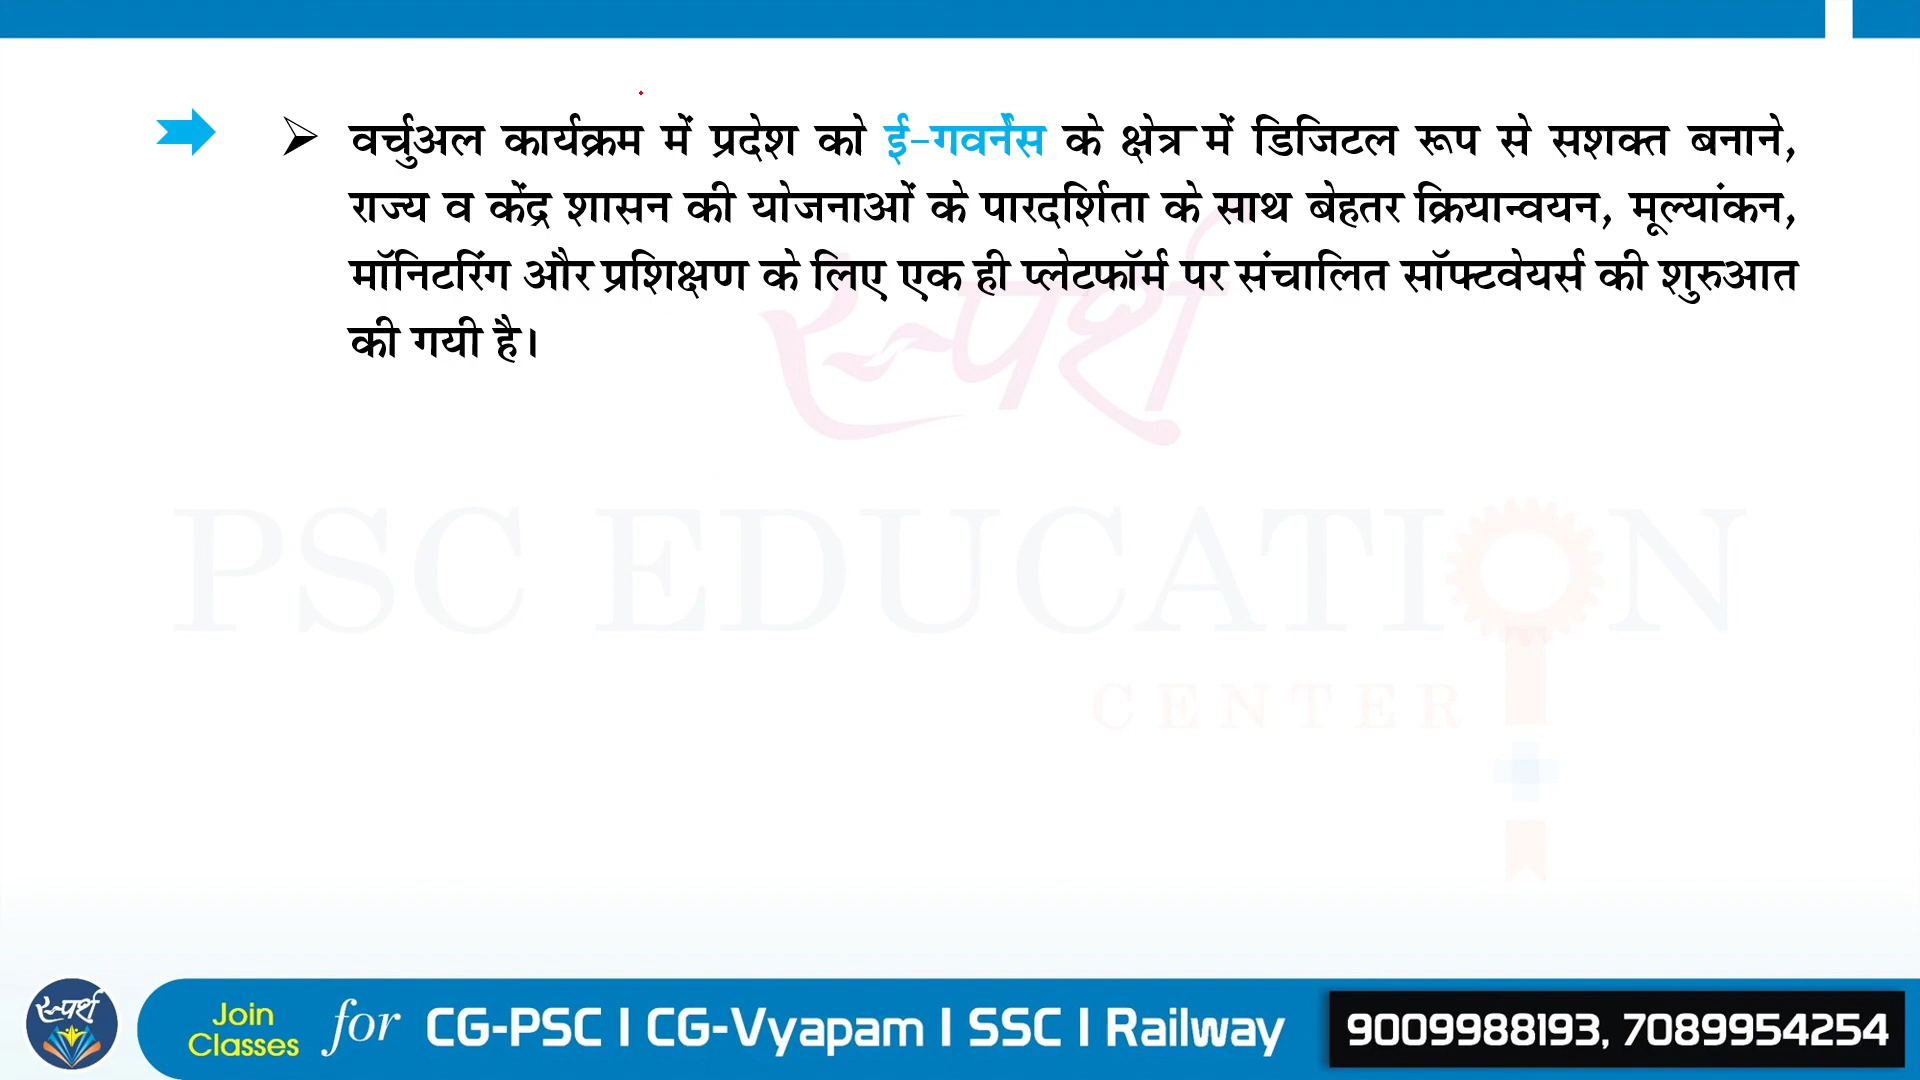 वर्चुअल कार्यक्रम में प्रदेश को ई-गवर्नेंस के क्षेत्र में डिजिटल रूप से सशक्त बनाने,
राज्य व केंद्र शासन की योजनाओं के पारदर्शिता के साथ बेहतर क्रियान्वयन, मूल्यांकन,
मॉनिटरिंग और प्रशिक्षण के लिए एक ही प्लेटफॉर्म पर संचालित सॉफ्टवेयर्स की शुरुआत
की गयी है।
स्पर्श
PSC EDUCATION
CENTER
स्पर्श
Join
Classes
for CG-PSC I CG-Vyapam I SSC I Railway
9009988193, 7089954254